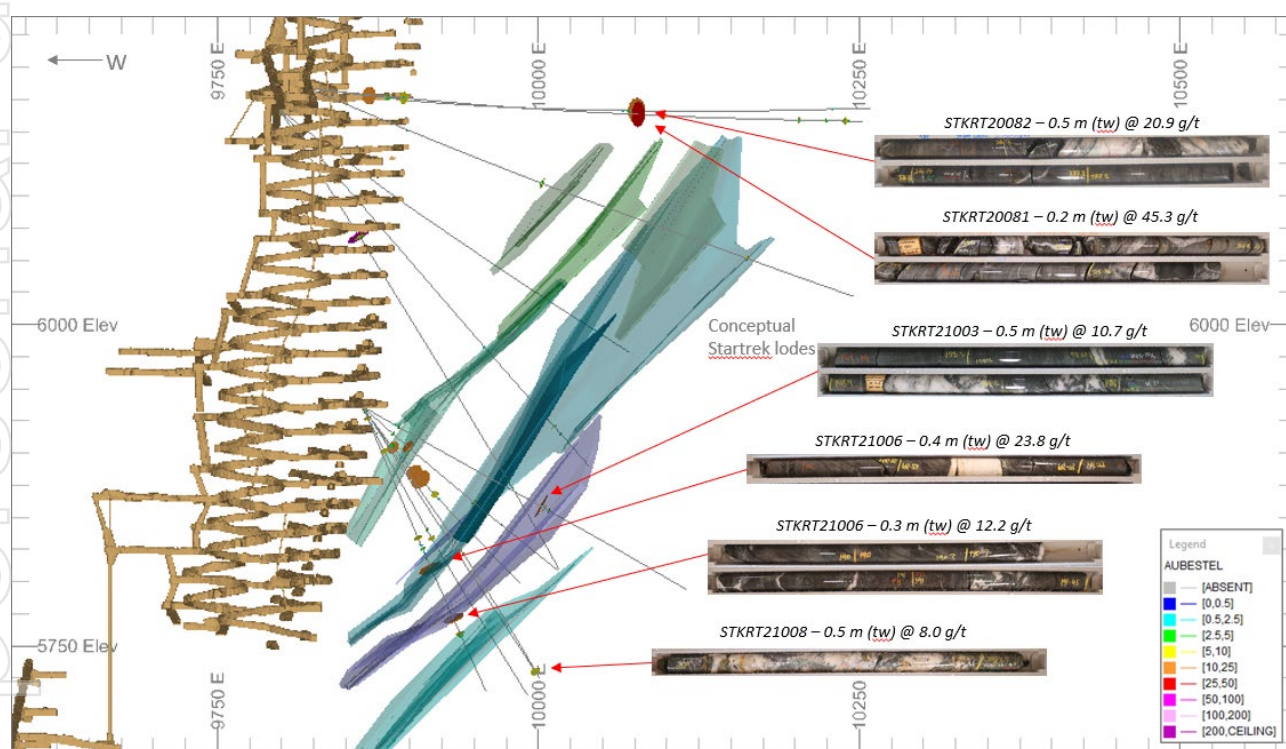 9750 E
10000 E
10250 E
10500 E
W
STKRT20082 – 0.5 m (tw) @ 20.9 g/t
STKRT20081 – 0.2 m (tw) @ 45.3 g/t
6000 Elev
Conceptual
Startrek lodes
6000 Elev
STKRT21003 – 0.5 m (tw) @ 10.7 g/t
STKRT21006 – 0.4 m (tw) @ 23.8 g/t
STKRT21006 – 0.3 m (tw) @ 12.2 g/t
STKRT21008 – 0.5 m (tw) @ 8.0 g/t
5750 Elev
9750 E
10000 E
10250 E
Legend
AUBESTEL
[ABSENT]
[0,0.5]
[0.5,2.5]
[2.5,5]
[5,10]
[10,25]
[25,50]
[50,100]
[100,200]
[200,CEILING]